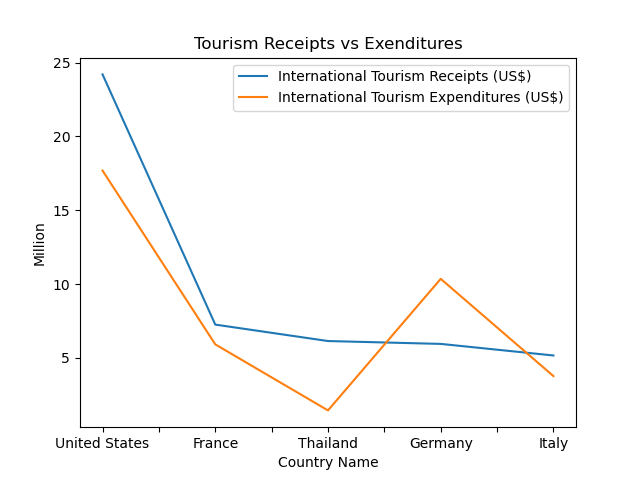 Tourism Receipts vs Exenditures
International Tourism Receipts (US$)
International Tourism Expenditures (US$)
Million
25
20
15
10
5
United States France Thailand Germany Italy
Country Name